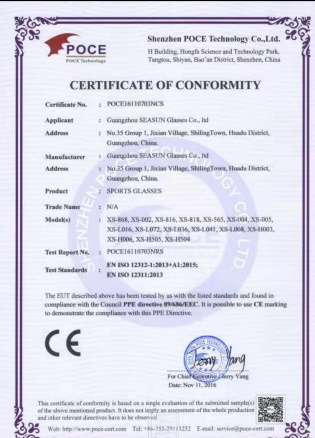 POCE
POCE Technology
Shenzhen POCE Technology Co.,Ltd.
H Building, Hongfa Science and Technology Park,
Tangtou, Shiyan, Bao'an District, Shenzhen, China
CERTIFICATE OF CONFORMITY
Certificate No. : POCE16110703NCS
Applicant : Guangzhou SEASUN Glasses Co., ltd
Address : No.35 Group 1, Jixian Village, ShilingTown, Huadu District,
Guangzhou, China.
Manufacturer : Guangzhou SEASUN Glasses Co., ltd
Address : No.35 Group 1, Jixian Village, ShilingTown, Huadu District,
Guangzhou, China.
Product : SPORTS GLASSES
Trade Name : N/A
Model(s) : XS-868, XS-002, XS-816, XS-818, XS-565, XS-004, XS-005,
XS-L016, XS-L072, XS-L036, XS-L041, XS-L008, XS-H003,
XS-H006, XS-H505, XS-H504
Test Report No. : POCE16110703NRS
Test Standards : EN ISO 12312-1:2013+A1:2015;
EN ISO 12311:2013
The EUT described above has been tested by us with the listed standards and found in
compliance with the Council PPE directive 89/686/EEC. It is possible to use CE marking
to demonstrate the compliance with this PPE Directive.
CE
For Chief Executive / Jerry Yang
Date: Nov 11, 2016
This certificate of conformity is based on a single evaluation of the submitted sample(s)
of the above mentioned product. It does not imply an assessment of the whole production
and other relevant directives have to be observed.
Web: http://www.poce-cert.com Tel: +86-755-29113252 E-mail: service@poce-cert.com